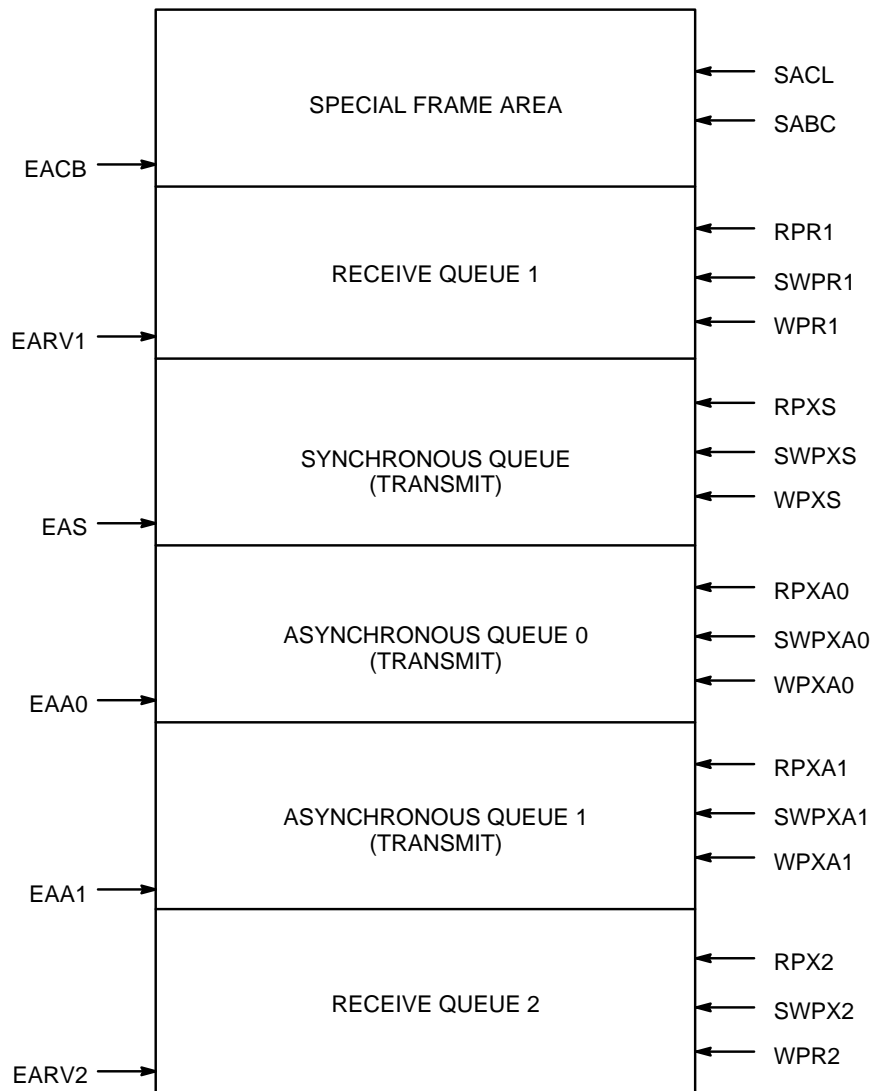 SACL
SPECIAL FRAME AREA
SABC
EACB
RPR1
RECEIVE QUEUE 1
SWPR1
WPR1
EARV1
RPXS
SYNCHRONOUS QUEUE
(TRANSMIT)
SWPXS
WPXS
EAS
RPXA0
ASYNCHRONOUS QUEUE 0
(TRANSMIT)
SWPXA0
WPXA0
EAA0
RPXA1
ASYNCHRONOUS QUEUE 1
(TRANSMIT)
SWPXA1
WPXA1
EAA1
RPX2
RECEIVE QUEUE 2
SWPX2
WPR2
EARV2